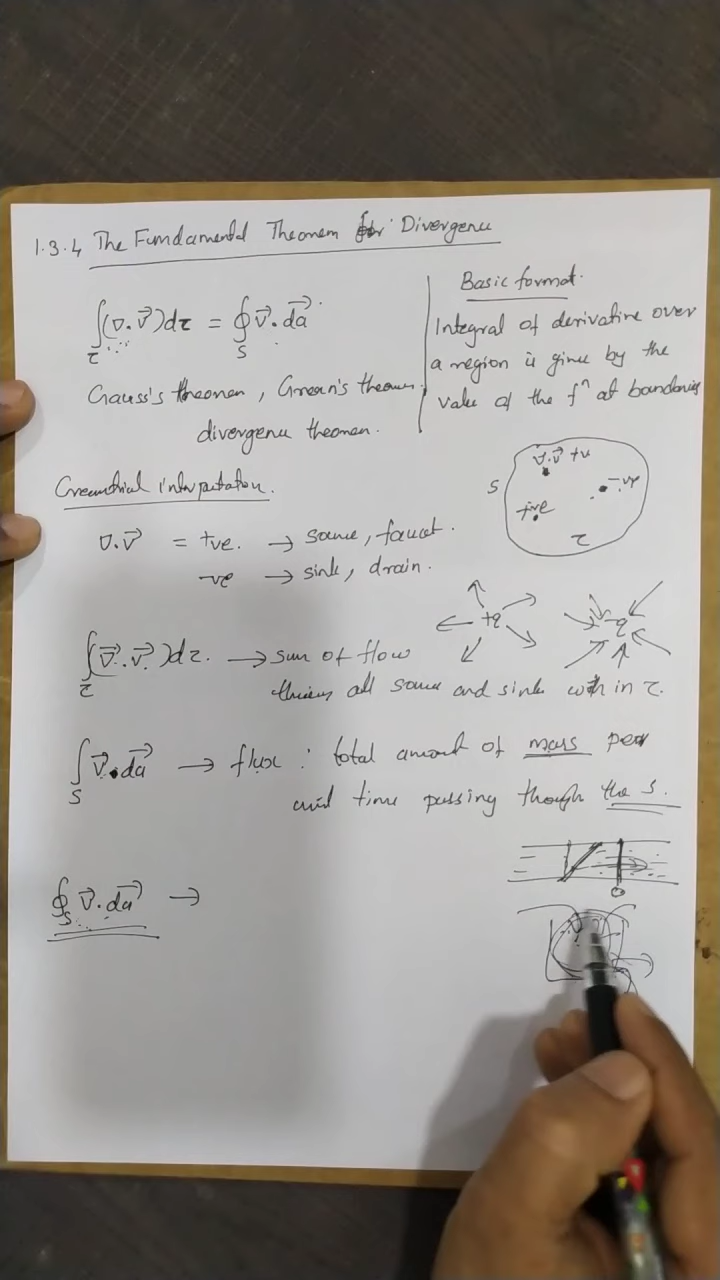 1.3.4 The Fundamental Theorem for Divergence
∫(∇.v⃗)dτ = ∮v⃗.da⃗
τ S
Gauss's theorem, Green's theorem,
divergence theorem.
Basic format.
Integral of derivative over
a region is given by the
value of the fⁿ at boundaries
Geometrical interpretation.
∇.v⃗ = +ve. → source, faucet.
-ve → sink, drain.
∇.v⃗ +v
S
-ve
+ve
τ
+q -q
∫(∇⃗.v⃗)dτ. → sum of flow
τ
all source and sink within τ.
∫v⃗.da⃗ → flux : total amount of mass per
S
unit time passing through the S.
∮v⃗.da⃗ →
S